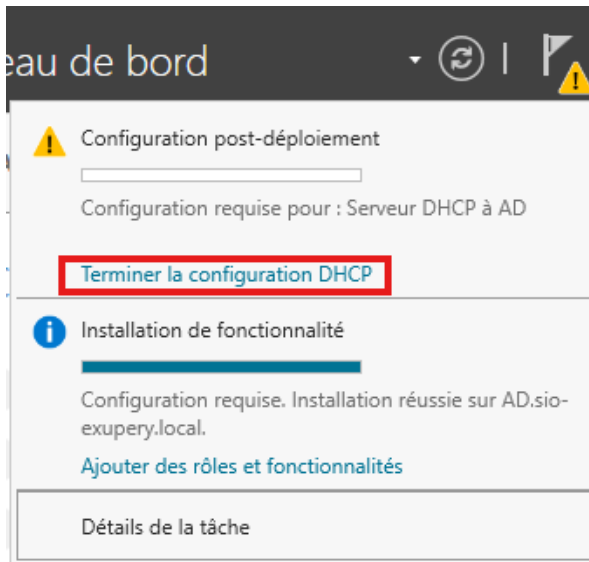 eau de bord
Configuration post-déploiement
Configuration requise pour : Serveur DHCP à AD
Terminer la configuration DHCP
Installation de fonctionnalité
Configuration requise. Installation réussie sur AD.sio-
exupery.local.
Ajouter des rôles et fonctionnalités
Détails de la tâche